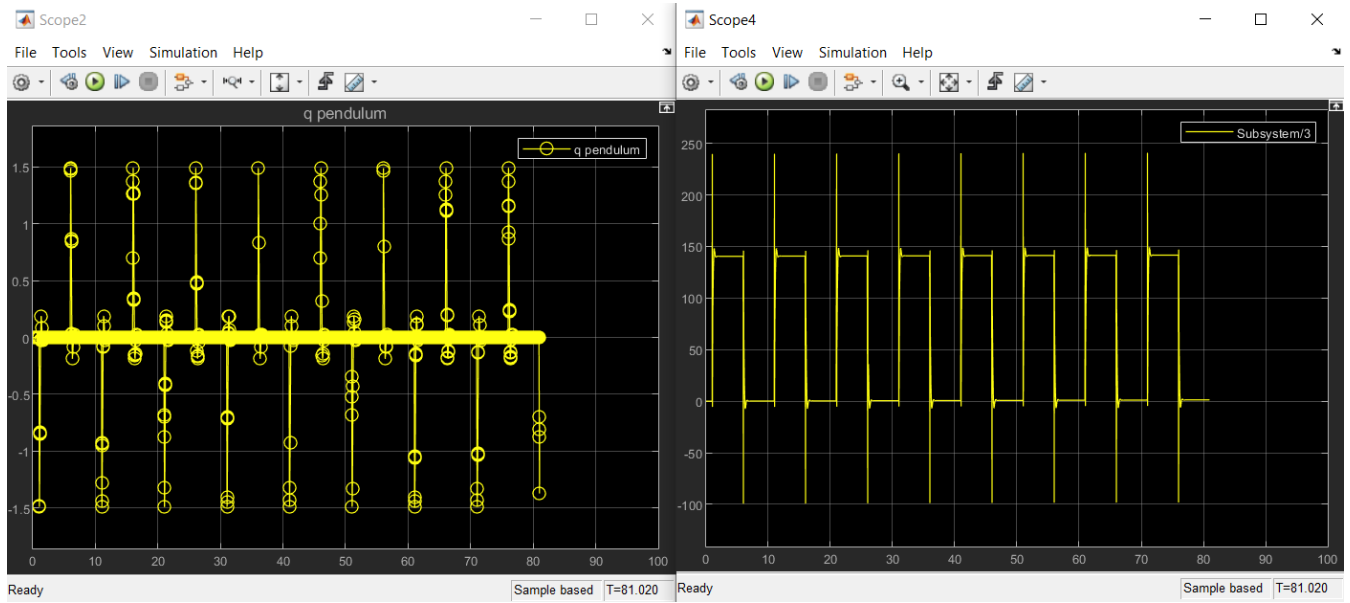 Scope2
File Tools View Simulation Help
q pendulum
q pendulum
1.5
1
0.5
0
-0.5
-1
-1.5
0 10 20 30 40 50 60 70 80 90 100
Ready
Sample based T=81.020
Scope4
File Tools View Simulation Help
Subsystem/3
250
200
150
100
50
0
-50
-100
0 10 20 30 40 50 60 70 80 90 100
Ready
Sample based T=81.020